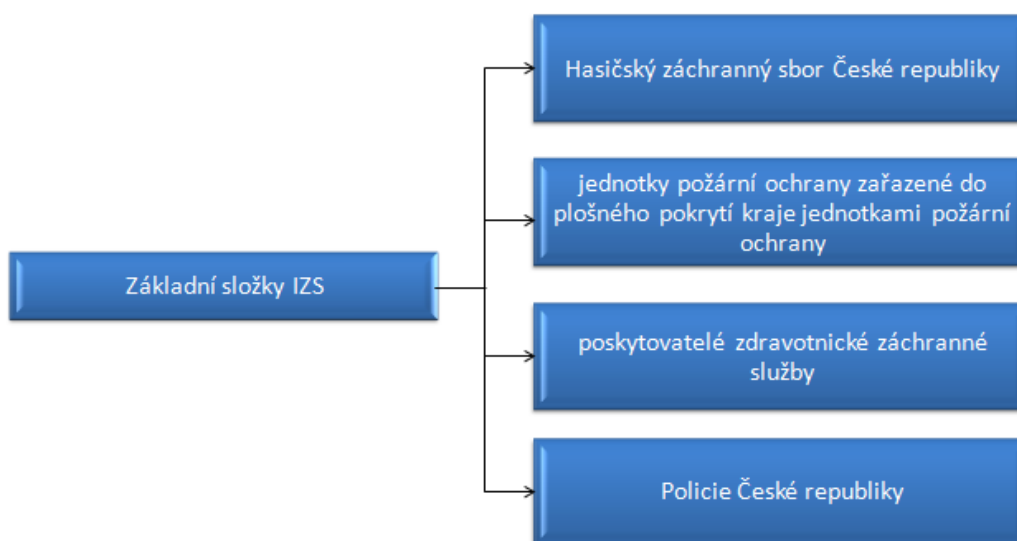 Základní složky IZS
Hasičský záchranný sbor České republiky
jednotky požární ochrany zařazené do
plošného pokrytí kraje jednotkami požární
ochrany
poskytovatelé zdravotnické záchranné
služby
Policie České republiky